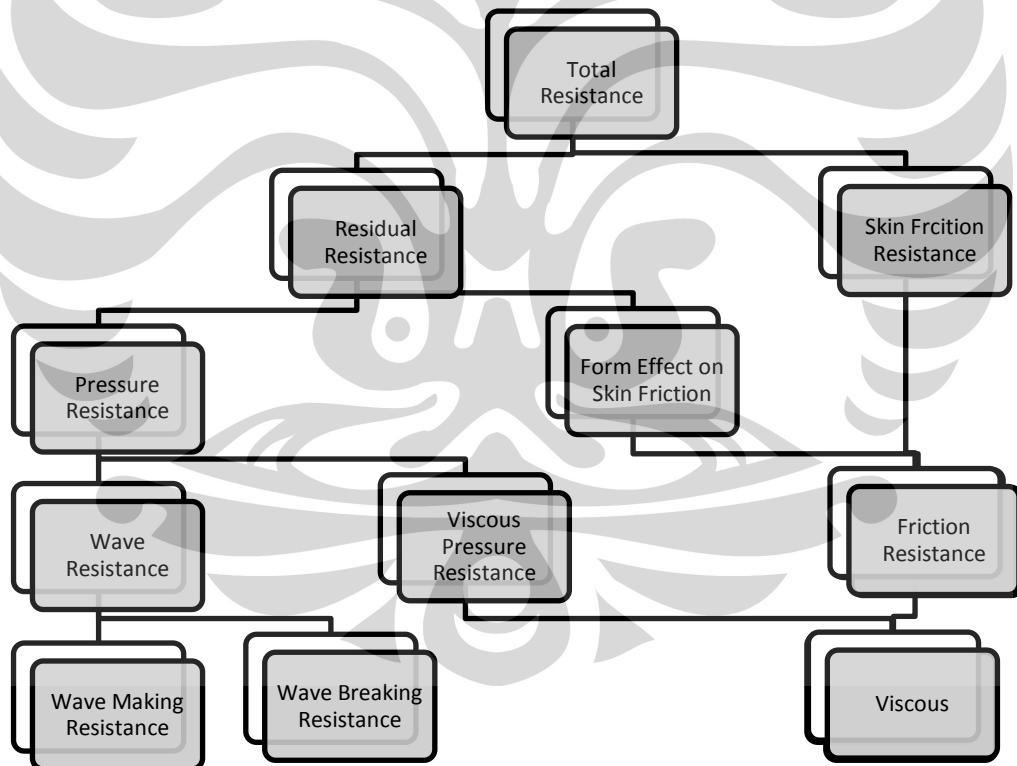 Total
Resistance
Residual
Resistance
Skin Frcition
Resistance
Pressure
Resistance
Form Effect on
Skin Friction
Wave
Resistance
Viscous
Pressure
Resistance
Friction
Resistance
Wave Making
Resistance
Wave Breaking
Resistance
Viscous